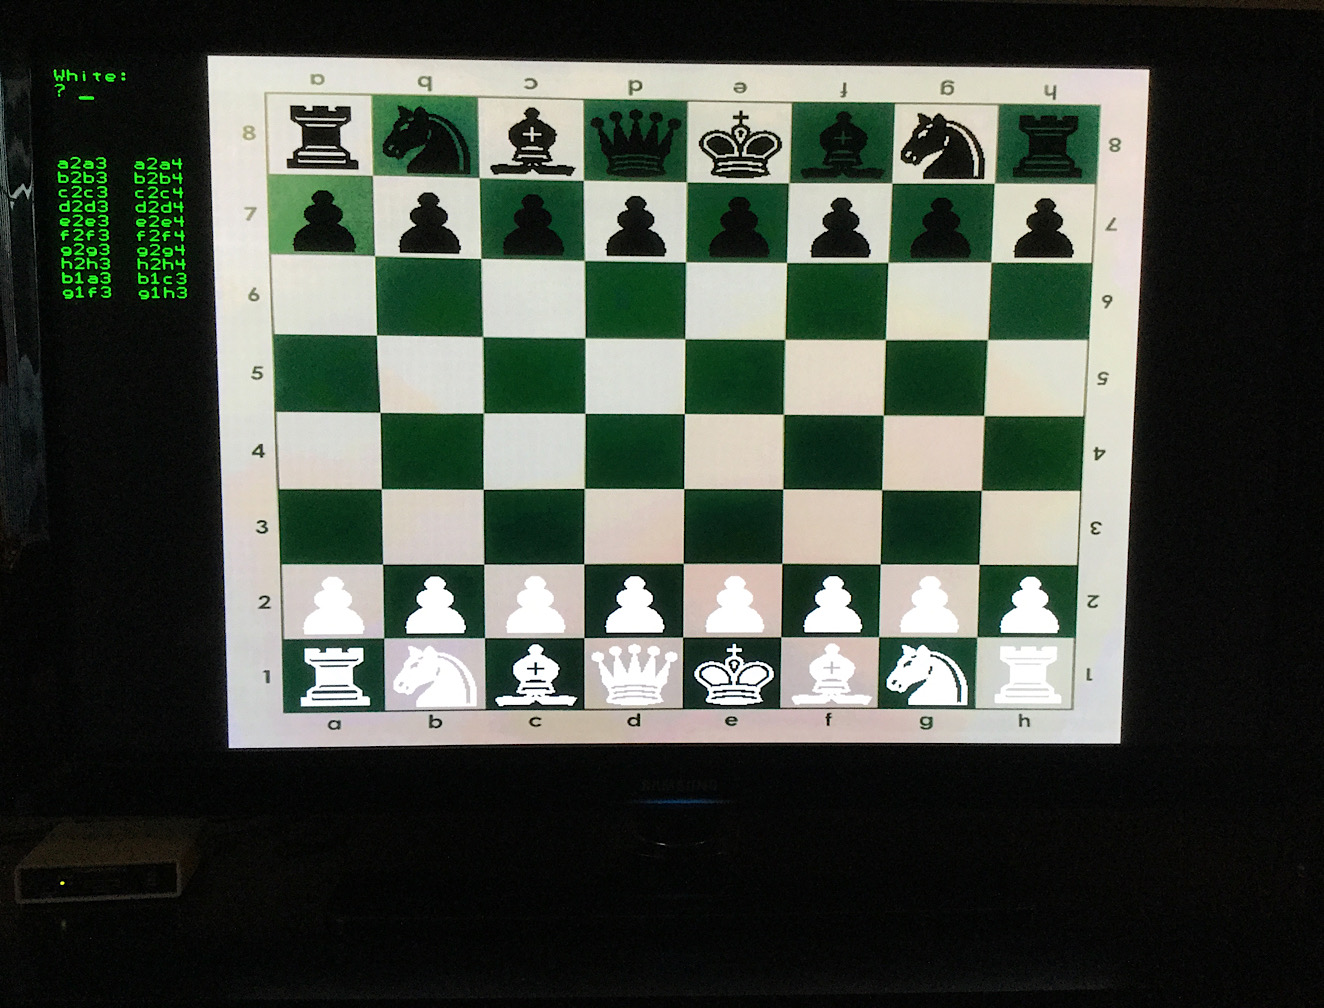 White:
? _
a2a3 a2a4
b2b3 b2b4
c2c3 c2c4
d2d3 d2d4
e2e3 e2e4
f2f3 f2f4
g2g3 g2g4
h2h3 h2h4
b1a3 b1c3
g1f3 g1h3
a b c d e f g h
8 8
7 7
6 6
5 5
4 4
3 3
2 2
1 1
a b c d e f g h
SAMSUNG